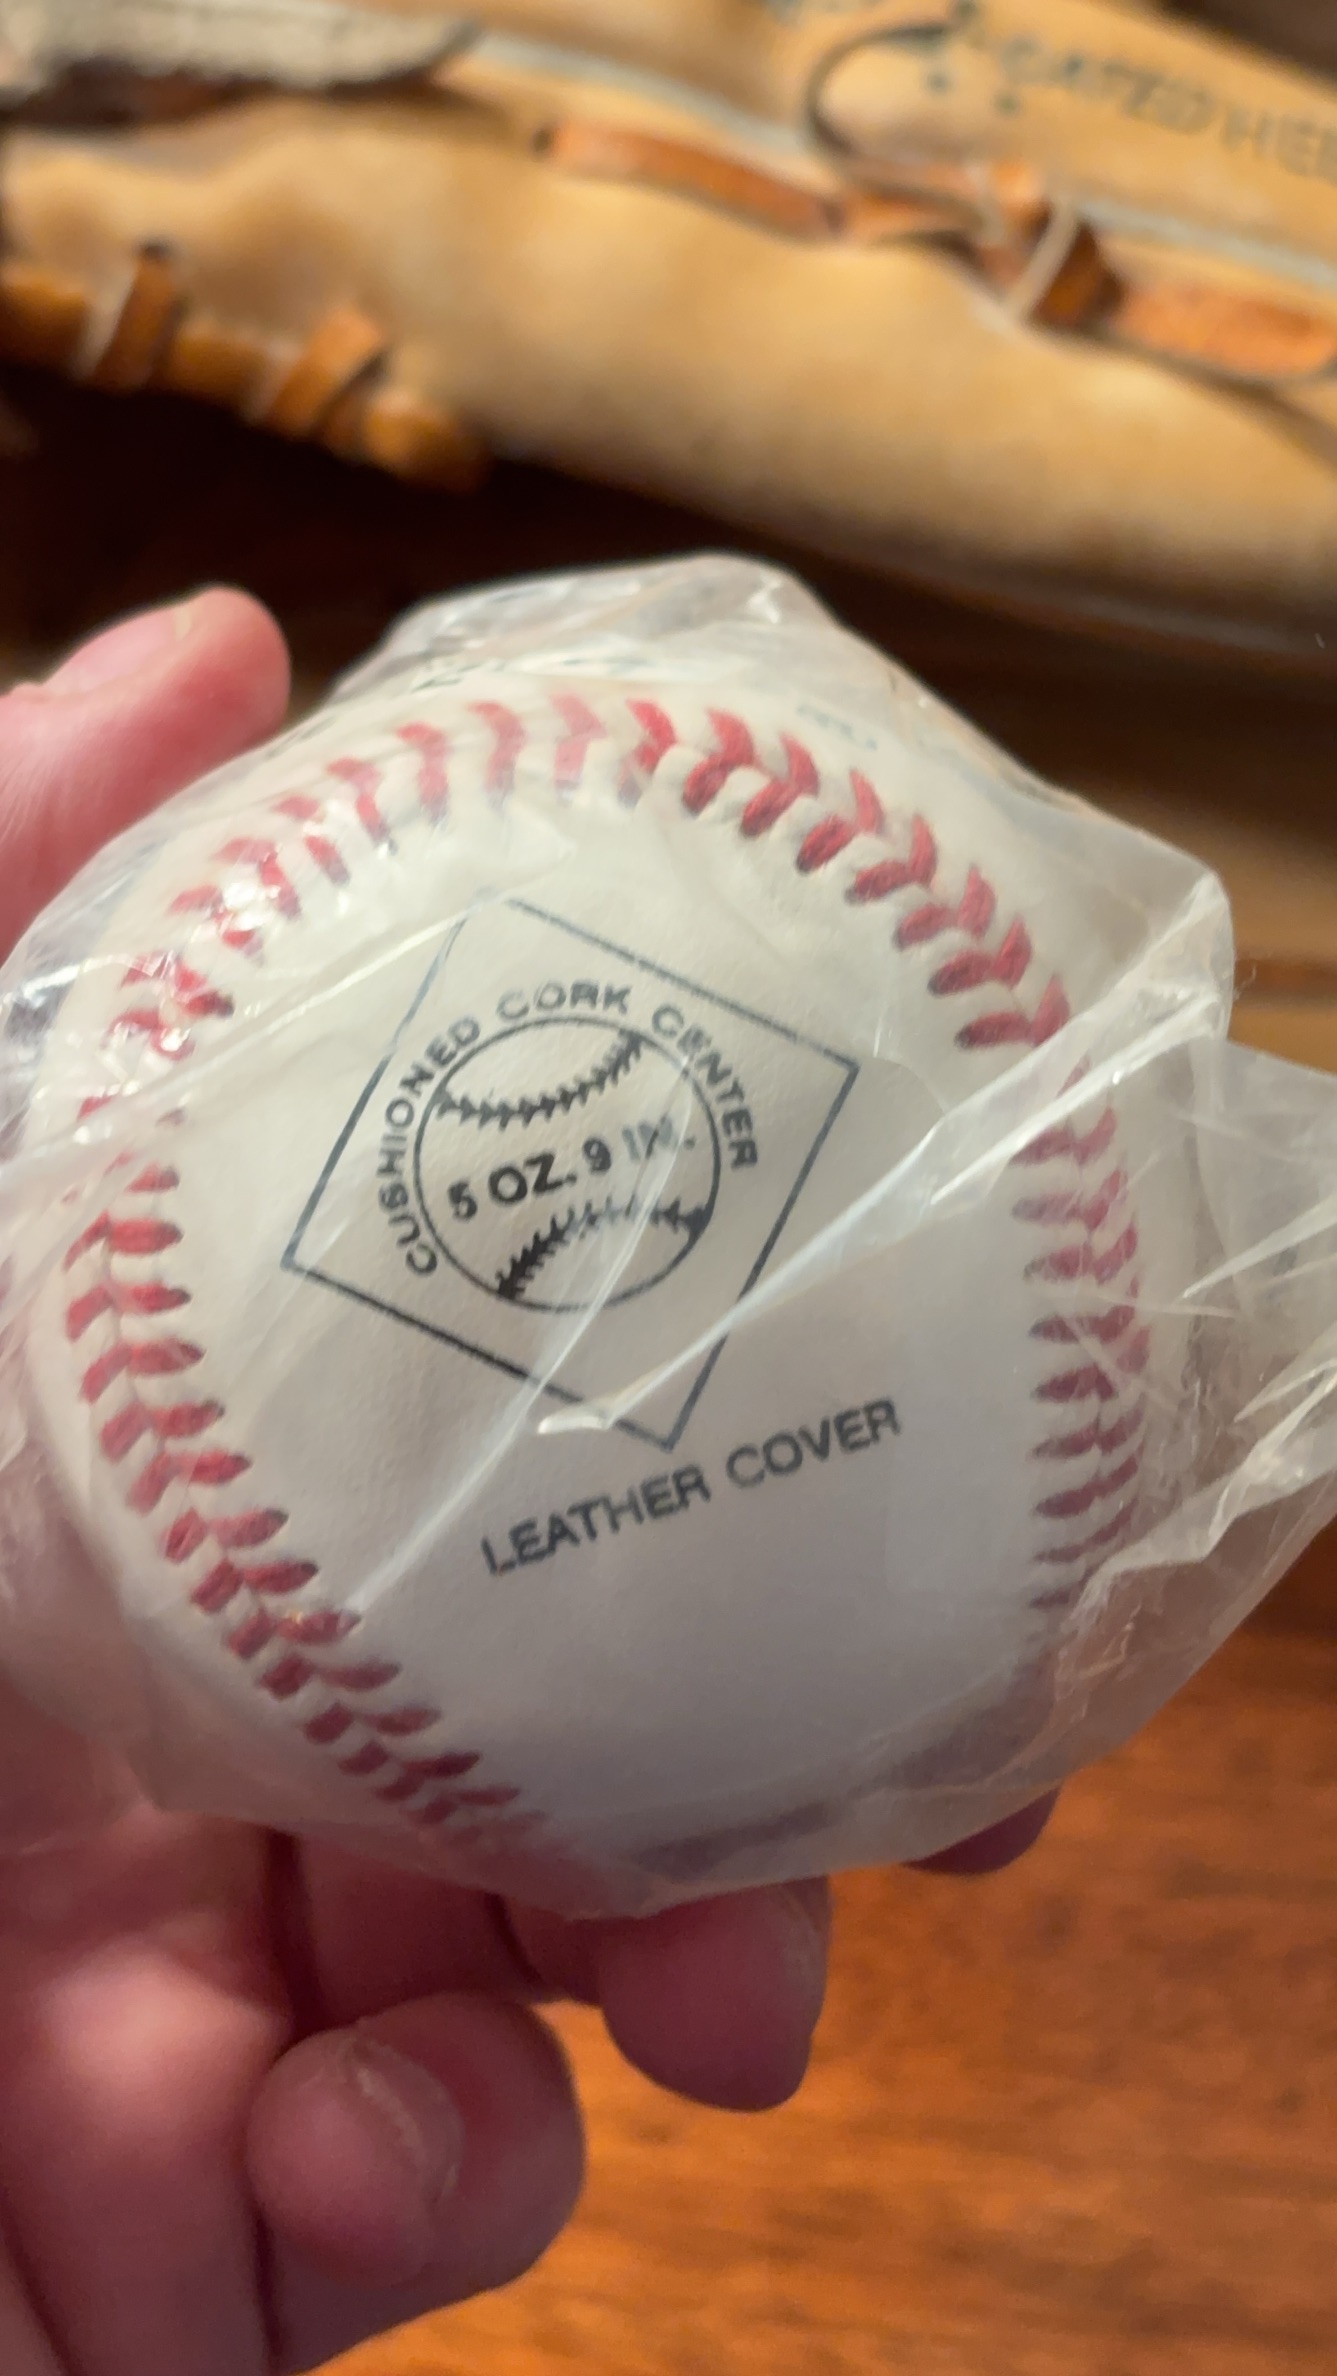 CUSHIONED CORK CENTER
5 OZ. 9 IN.
LEATHER COVER